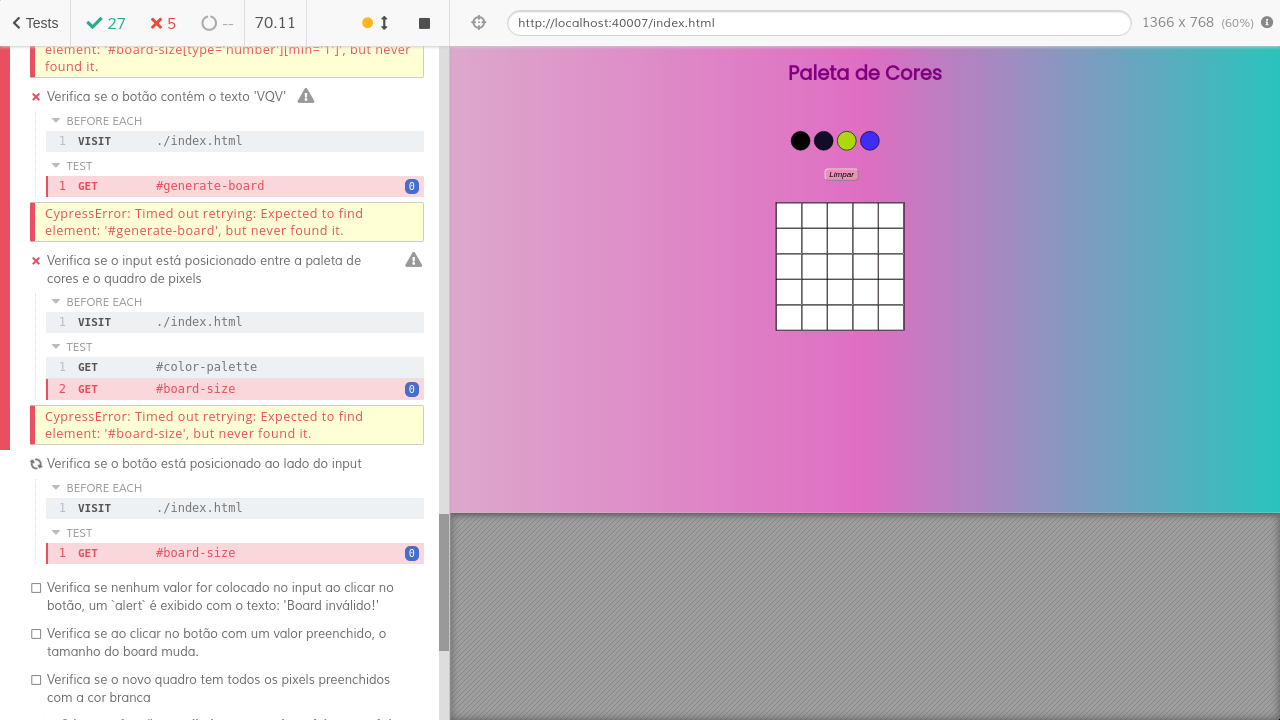 Tests
27
5
--
70.11
http://localhost:40007/index.html
1366 x 768 (60%)
element: '#board-size[type='number'][min='1']', but never
found it.
Verifica se o botão contém o texto 'VQV'
BEFORE EACH
1 VISIT ./index.html
TEST
1 GET #generate-board 0
CypressError: Timed out retrying: Expected to find
element: '#generate-board', but never found it.
Verifica se o input está posicionado entre a paleta de
cores e o quadro de pixels
BEFORE EACH
1 VISIT ./index.html
TEST
1 GET #color-palette
2 GET #board-size 0
CypressError: Timed out retrying: Expected to find
element: '#board-size', but never found it.
Verifica se o botão está posicionado ao lado do input
BEFORE EACH
1 VISIT ./index.html
TEST
1 GET #board-size 0
Verifica se nenhum valor for colocado no input ao clicar no
botão, um `alert` é exibido com o texto: 'Board inválido!'
Verifica se ao clicar no botão com um valor preenchido, o
tamanho do board muda.
Verifica se o novo quadro tem todos os pixels preenchidos
com a cor branca
Paleta de Cores
Limpar